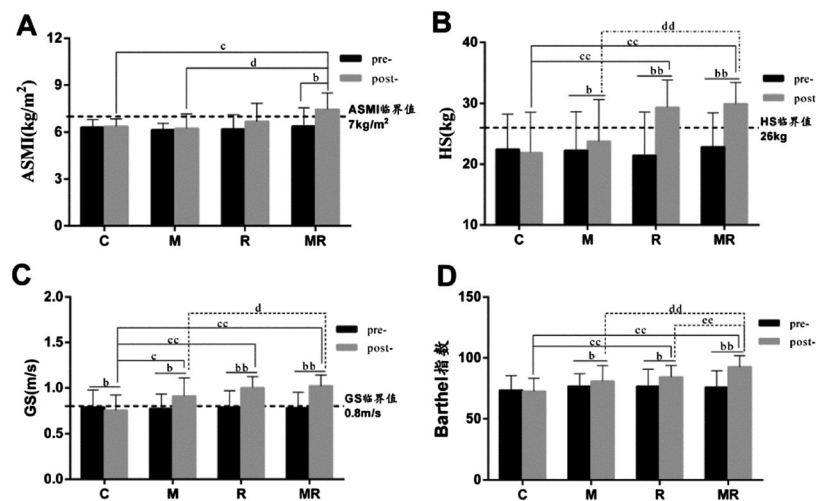 A
ASMI(kg/m²)
12
9
6
3
0
c
d
b
pre-
post-
ASMI临界值
7kg/m²
C M R MR
B
HS(kg)
40
30
20
10
dd
cc
cc
b
bb
bb
pre-
post
HS临界值
26kg
C M R MR
C
GS(m/s)
2.0
1.5
1.0
0.5
0.0
d
cc
cc
c
b
b
bb
bb
pre-
post-
GS临界值
0.8m/s
C M R MR
D
Barthel指数
150
100
50
0
dd
ee
cc
cc
b
b
bb
pre-
post-
C M R MR